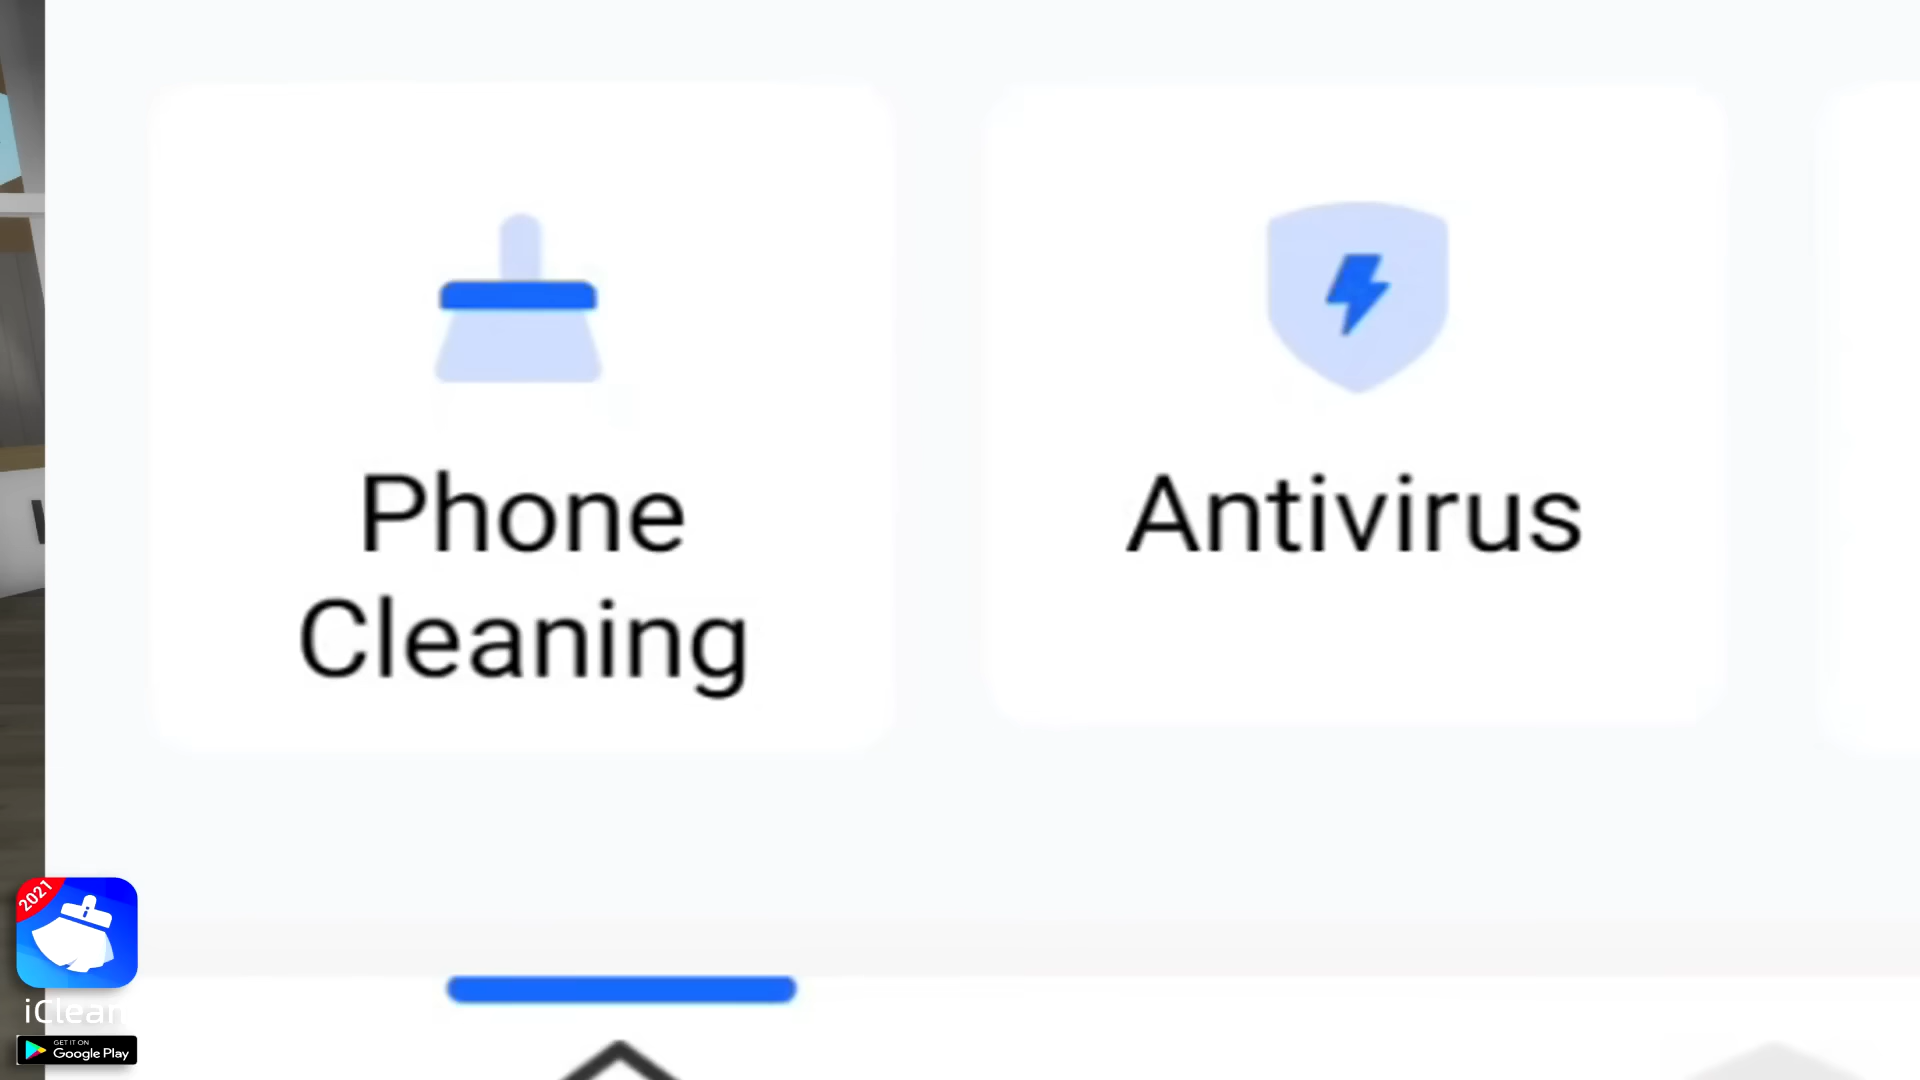 Phone
Cleaning
Antivirus
2021
iClean
GET IT ON
Google Play